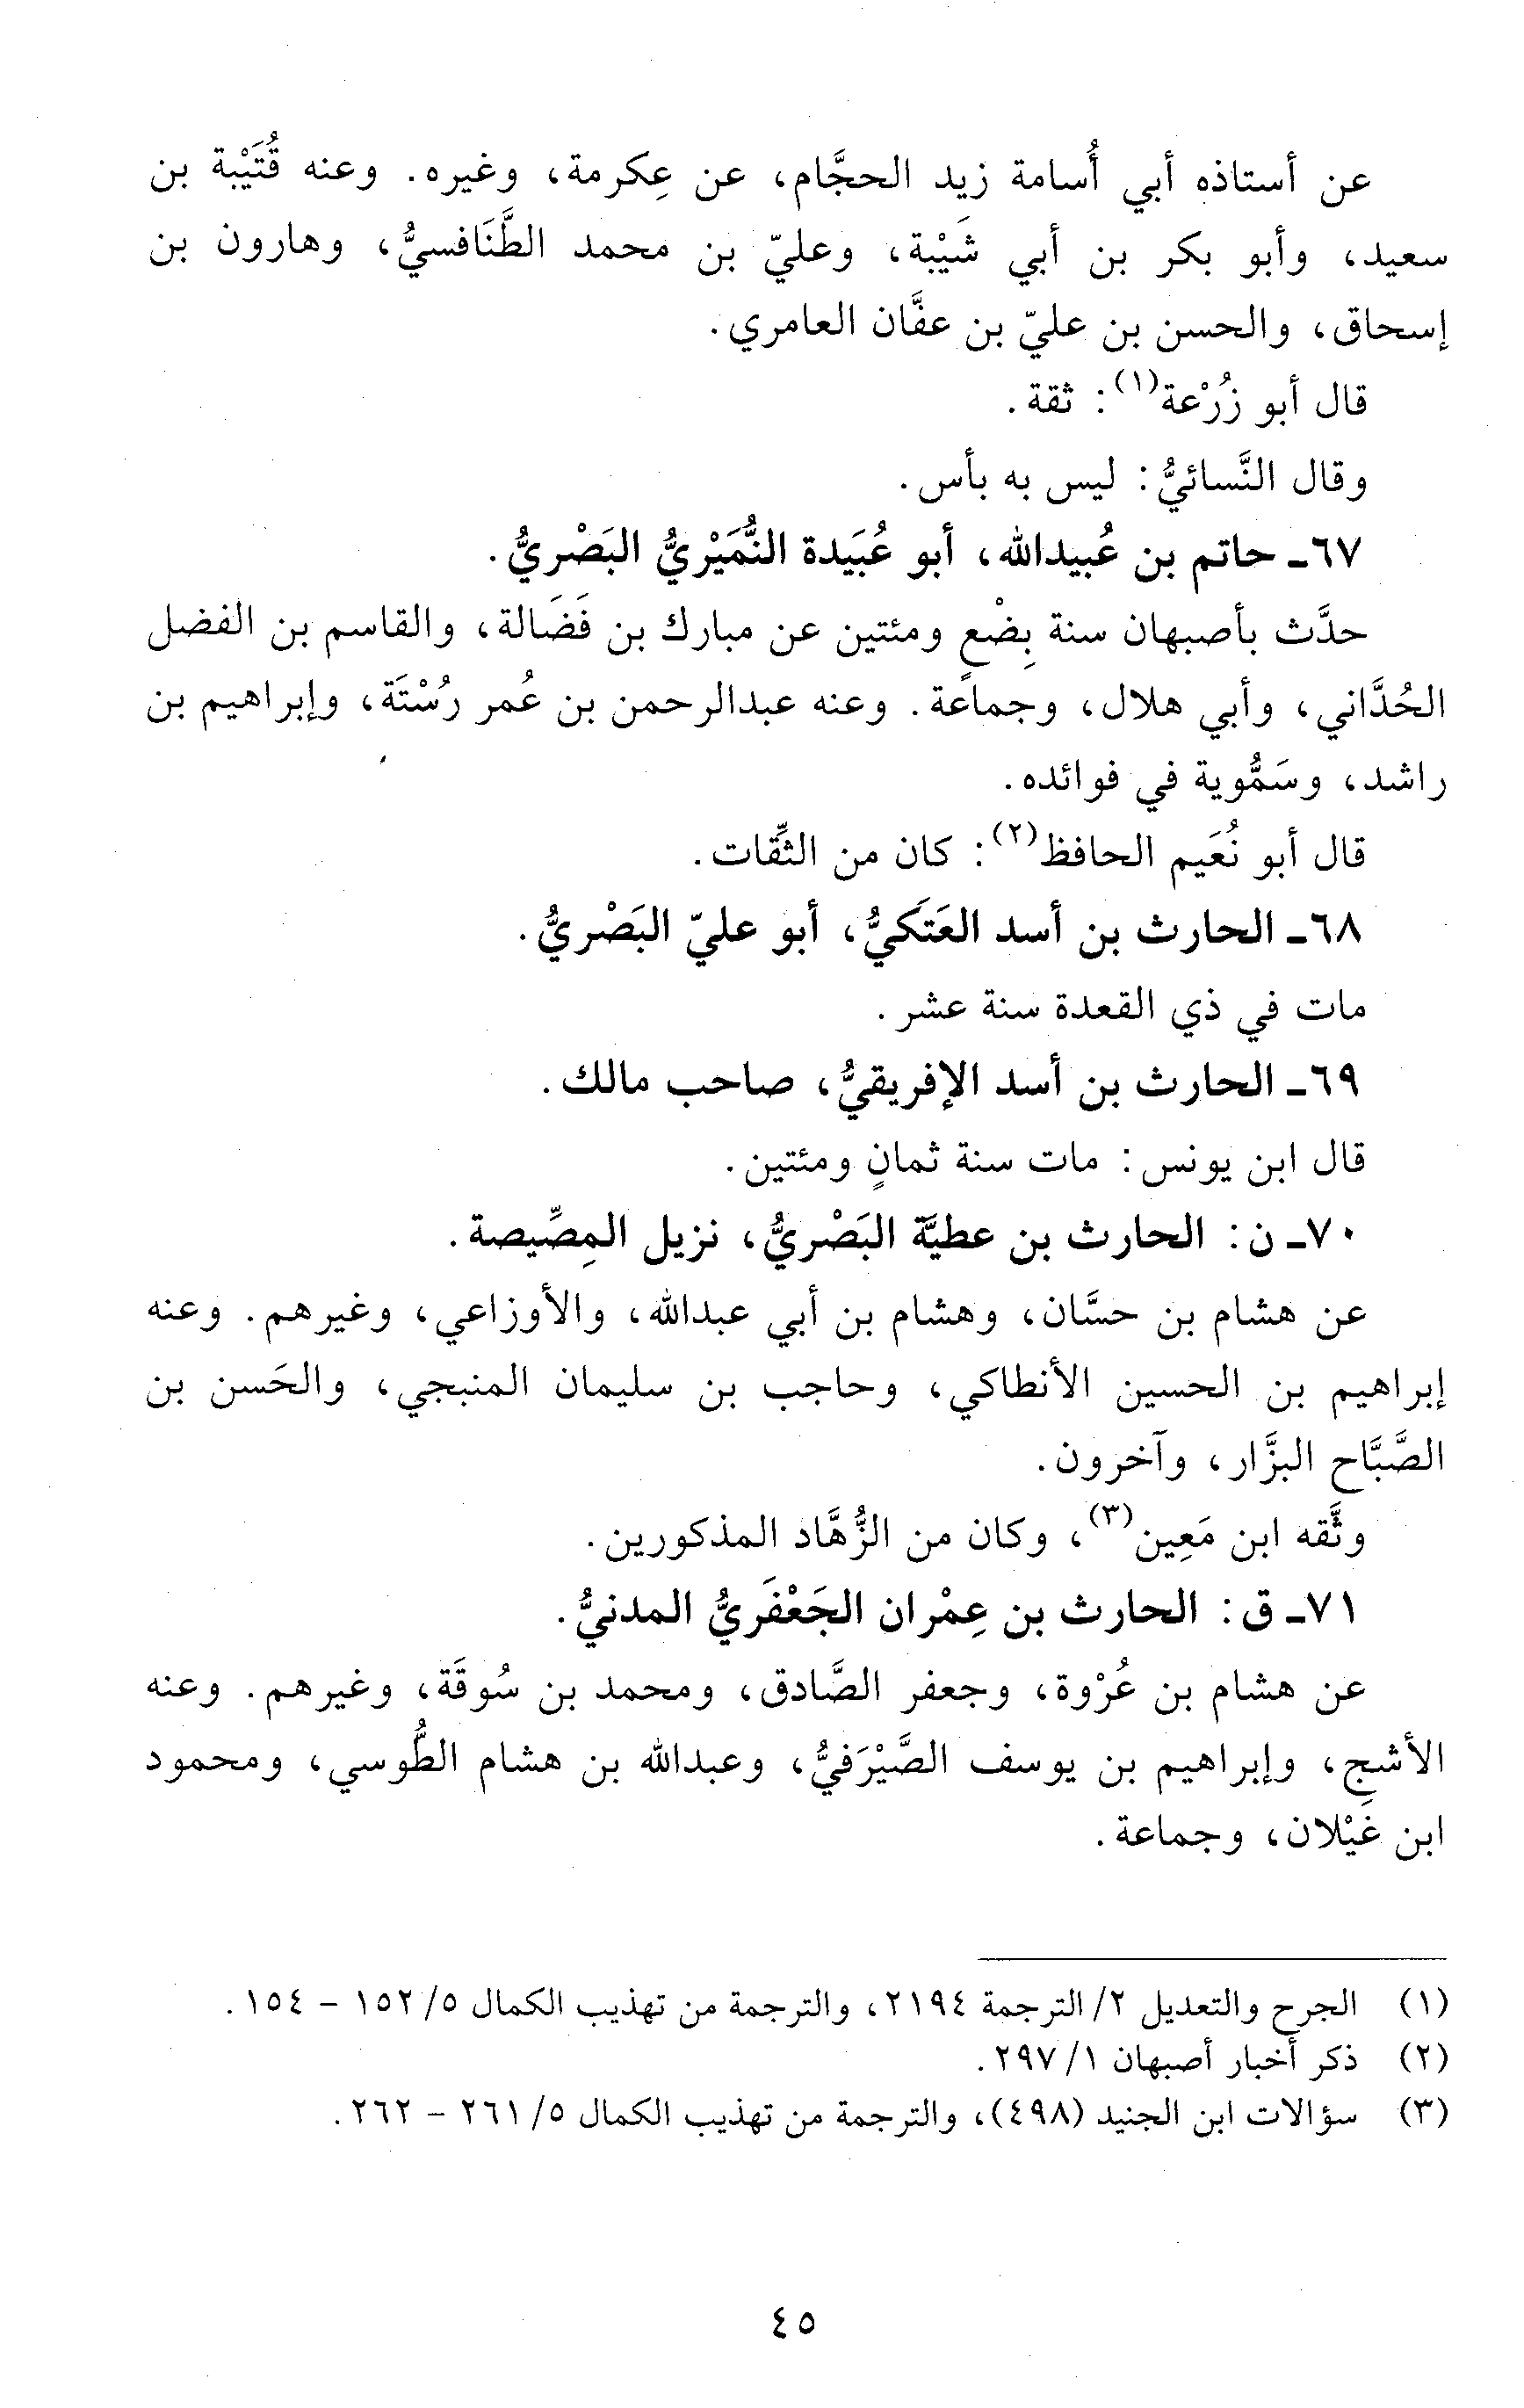 عن أستاذه أبي أُسامة زيد الحجَّام، عن عِكرمة، وغيره. وعنه قُتَيْبة بن
سعيد، وأبو بكر بن أبي شَيْبة، وعليّ بن محمد الطَّنَافسيُّ، وهارون بن
إسحاق، والحسن بن عليّ بن عفَّان العامري.
قال أبو زُرْعة(١): ثقة.
وقال النَّسائيُّ: ليس به بأس.
٦٧- حاتم بن عُبيدالله، أبو عُبَيدة النُّمَيْريُّ البَصْريُّ.
حدَّث بأصبهان سنة بِضْع ومئتين عن مبارك بن فَضَالة، والقاسم بن الفضل
الحُدَّاني، وأبي هلال، وجماعة. وعنه عبدالرحمن بن عُمر رُسْتَة، وإبراهيم بن
راشد، وسَمُّوية في فوائده.
قال أبو نُعَيم الحافظ(٢): كان من الثِّقات.
٦٨- الحارث بن أسد العَتَكيُّ، أبو عليّ البَصْريُّ.
مات في ذي القعدة سنة عشر.
٦٩- الحارث بن أسد الإفريقيُّ، صاحب مالك.
قال ابن يونس: مات سنة ثمانٍ ومئتين.
٧٠- ن: الحارث بن عطيَّة البَصْريُّ، نزيل المِصِّيصة.
عن هشام بن حسَّان، وهشام بن أبي عبدالله، والأوزاعي، وغيرهم. وعنه
إبراهيم بن الحسين الأنطاكي، وحاجب بن سليمان المنبجي، والحَسن بن
الصَّبَّاح البزَّار، وآخرون.
وثَّقه ابن مَعِين(٣)، وكان من الزُّهَّاد المذكورين.
٧١- ق: الحارث بن عِمْران الجَعْفَريُّ المدنيُّ.
عن هشام بن عُرْوة، وجعفر الصَّادق، ومحمد بن سُوقَة، وغيرهم. وعنه
الأشج، وإبراهيم بن يوسف الصَّيْرَفيُّ، وعبدالله بن هشام الطُّوسي، ومحمود
ابن غَيْلان، وجماعة.
(١) الجرح والتعديل ٢/ الترجمة ٢١٩٤، والترجمة من تهذيب الكمال ٥/ ١٥٢ - ١٥٤.
(٢) ذكر أخبار أصبهان ١/ ٢٩٧.
(٣) سؤالات ابن الجنيد (٤٩٨)، والترجمة من تهذيب الكمال ٥/ ٢٦١ - ٢٦٢.
٤٥